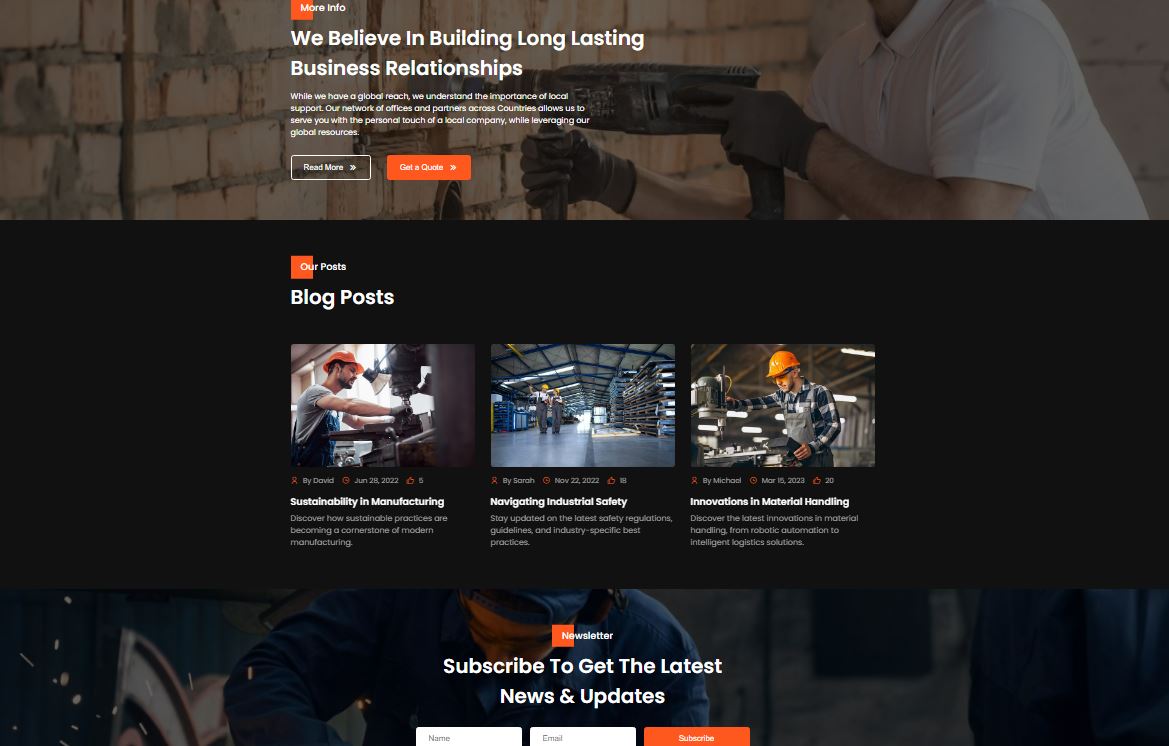 More Info
We Believe In Building Long Lasting
Business Relationships
While we have a global reach, we understand the importance of local
support. Our network of offices and partners across Countries allows us to
serve you with the personal touch of a local company, while leveraging our
global resources.
Read More »
Get a Quote »
Our Posts
Blog Posts
By David Jun 28, 2022 5
Sustainability in Manufacturing
Discover how sustainable practices are
becoming a cornerstone of modern
manufacturing.
By Sarah Nov 22, 2022 18
Navigating Industrial Safety
Stay updated on the latest safety regulations,
guidelines, and industry-specific best
practices.
By Michael Mar 15, 2023 20
Innovations in Material Handling
Discover the latest innovations in material
handling, from robotic automation to
intelligent logistics solutions.
Newsletter
Subscribe To Get The Latest
News & Updates
Name
Email
Subscribe